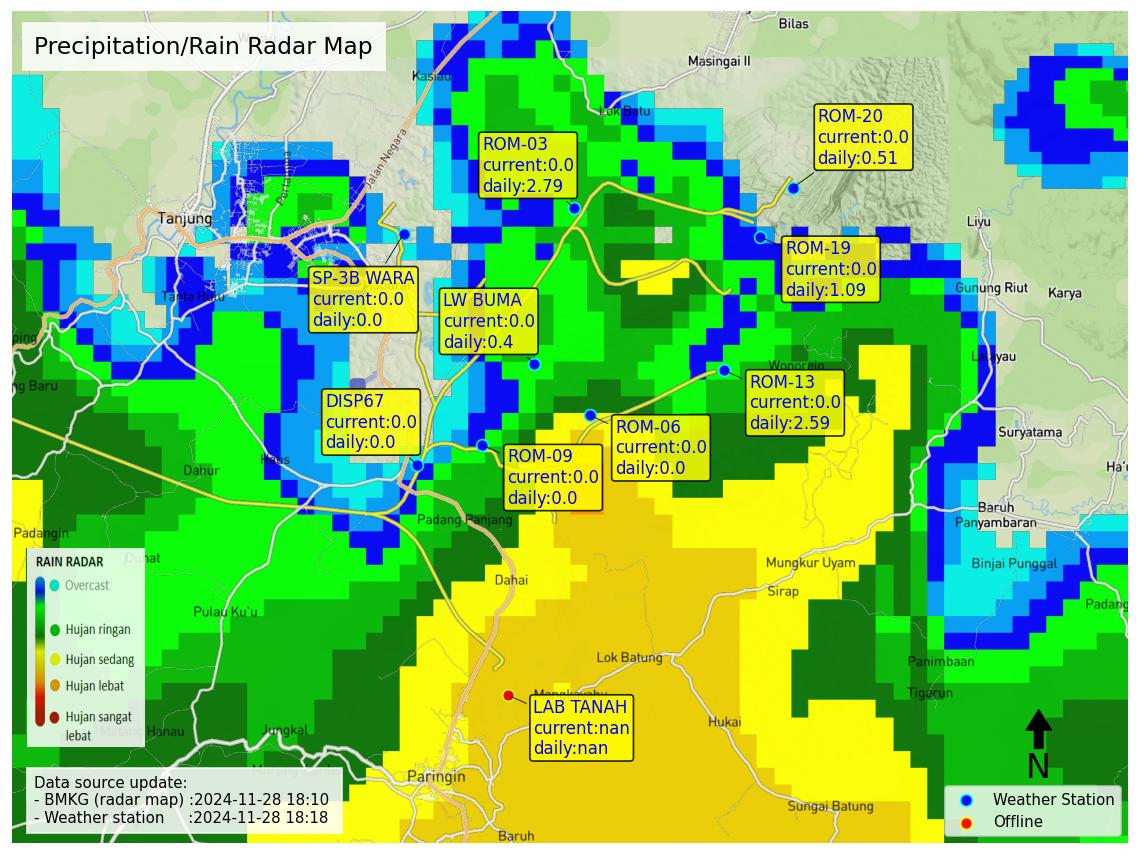 Precipitation/Rain Radar Map
Bilas
Masingai II
Kasiau
Lok Batu
ROM-20
current:0.0
daily:0.51
ROM-03
current:0.0
daily:2.79
Jalan Negara
Pertamina
Tanjung
Liyu
ROM-19
current:0.0
daily:1.09
SP-3B WARA
current:0.0
daily:0.0
LW BUMA
current:0.0
daily:0.4
Tanta Hulu
Gunung Riut
Karya
ping
Lalayau
Wonorejo
ng Baru
ROM-13
current:0.0
daily:2.59
DISP67
current:0.0
daily:0.0
ROM-06
current:0.0
daily:0.0
Suryatama
ROM-09
current:0.0
daily:0.0
Dahur
Haus
Ha'u
Baruh
Panyambaran
Padang Panjang
Padangin
RAIN RADAR
Overcast
Hujan ringan
Hujan sedang
Hujan lebat
Hujan sangat
lebat
Mungkur Uyam
Binjai Punggal
Dahai
Sirap
Padang
Pulau Ku'u
Lok Batung
Panimbaan
Tigarun
LAB TANAH
current:nan
daily:nan
Hukai
Jungkal
N
Paringin
Data source update:
- BMKG (radar map) :2024-11-28 18:10
- Weather station :2024-11-28 18:18
Sungai Batung
Baruh
Weather Station
Offline